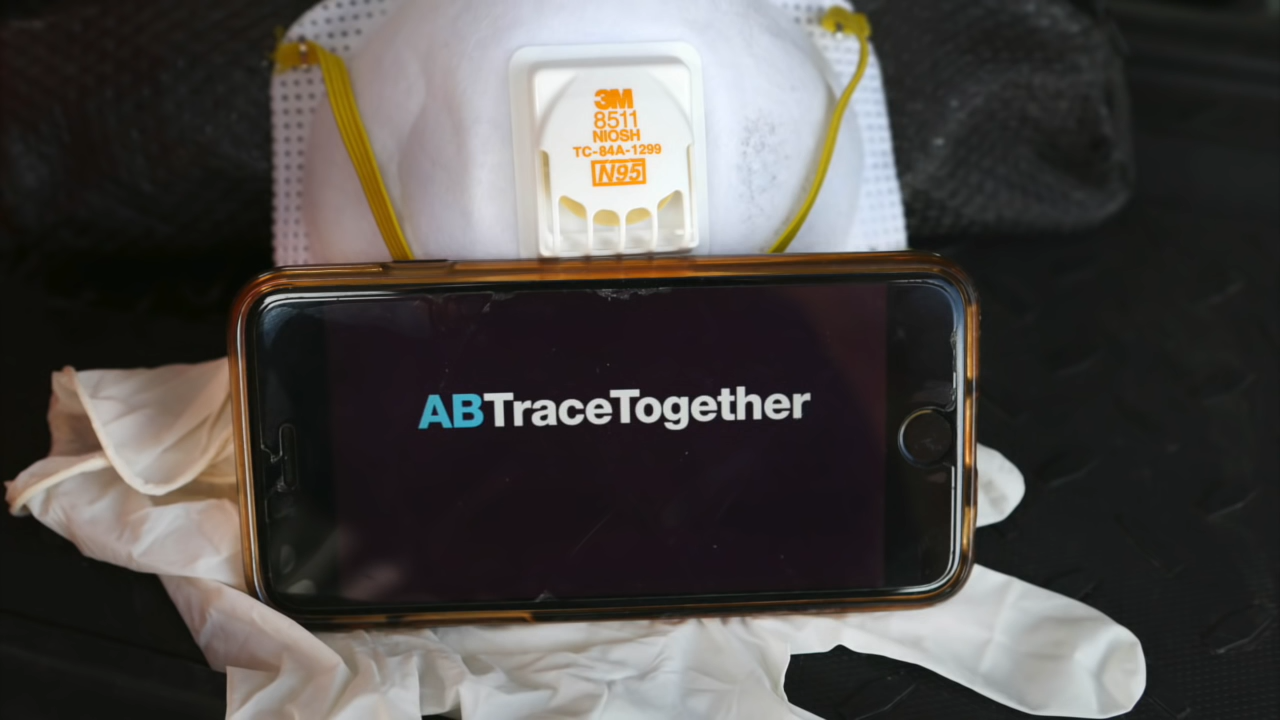 3M
8511
NIOSH
TC-84A-1299
N95
ABTraceTogether